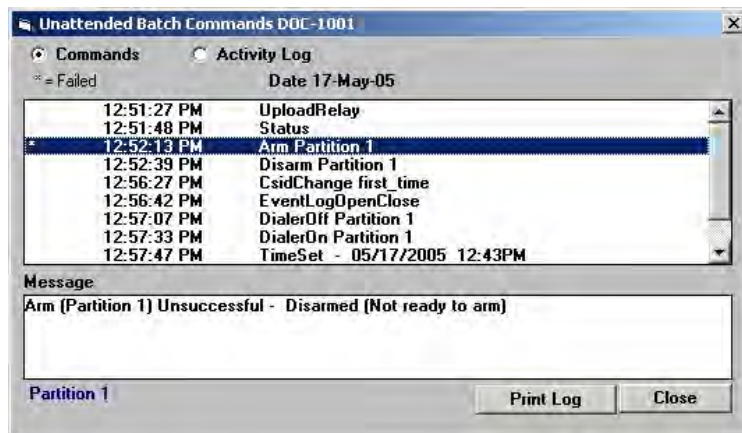 Unattended Batch Commands DOC-1001
Commands Activity Log
* = Failed Date 17-May-05
12:51:27 PM UploadRelay
12:51:48 PM Status
* 12:52:13 PM Arm Partition 1
12:52:39 PM Disarm Partition 1
12:56:27 PM CsidChange first_time
12:56:42 PM EventLogOpenClose
12:57:07 PM DialerOff Partition 1
12:57:33 PM DialerOn Partition 1
12:57:47 PM TimeSet - 05/17/2005 12:43PM
Message
Arm (Partition 1) Unsuccessful - Disarmed (Not ready to arm)
Partition 1 Print Log Close